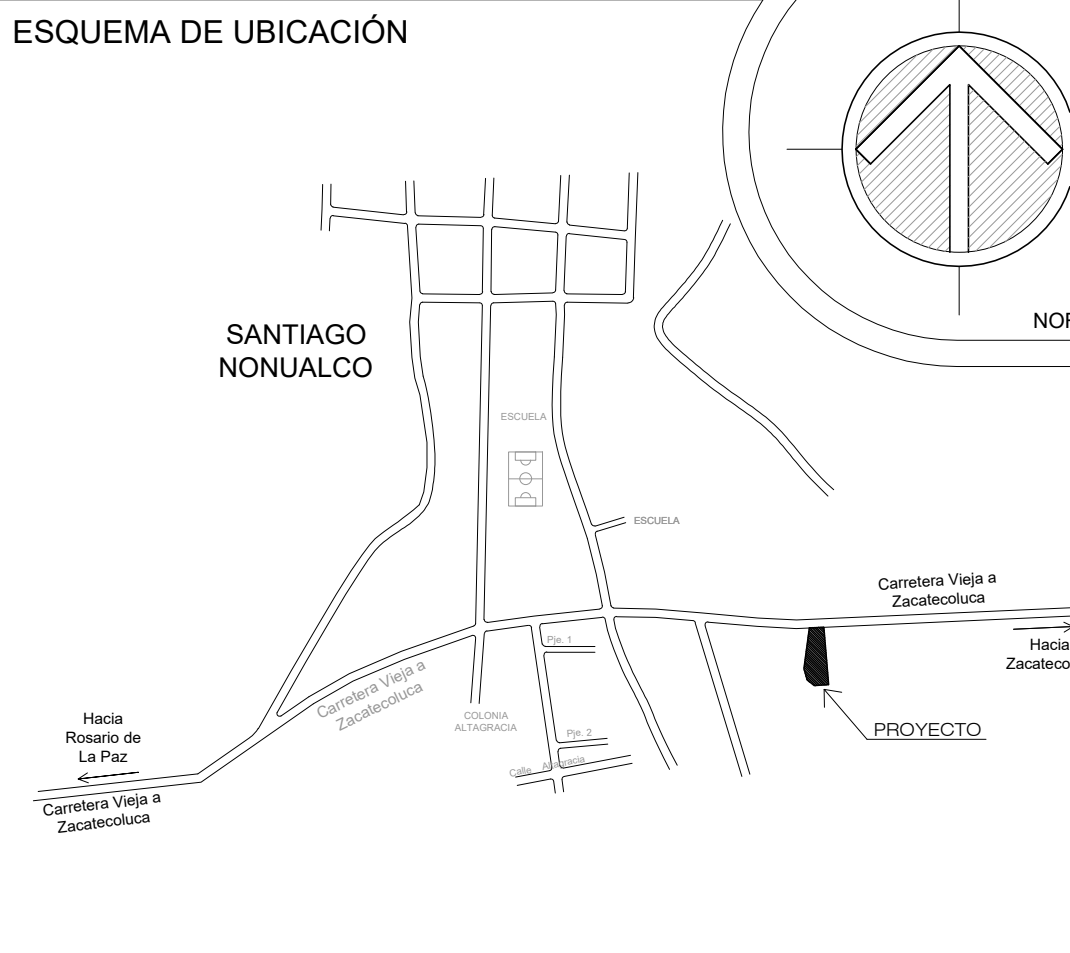 ESQUEMA DE UBICACIÓN
SANTIAGO
NONUALCO
ESCUELA
ESCUELA
Carretera Vieja a
Zacatecoluca
Hacia
PROYECTO
Pje. 1
Carretera Vieja a
Zacatecoluca
COLONIA
ALTAGRACIA
Pje. 2
Calle Altagracia
Hacia
Rosario de
La Paz
Carretera Vieja a
Zacatecoluca